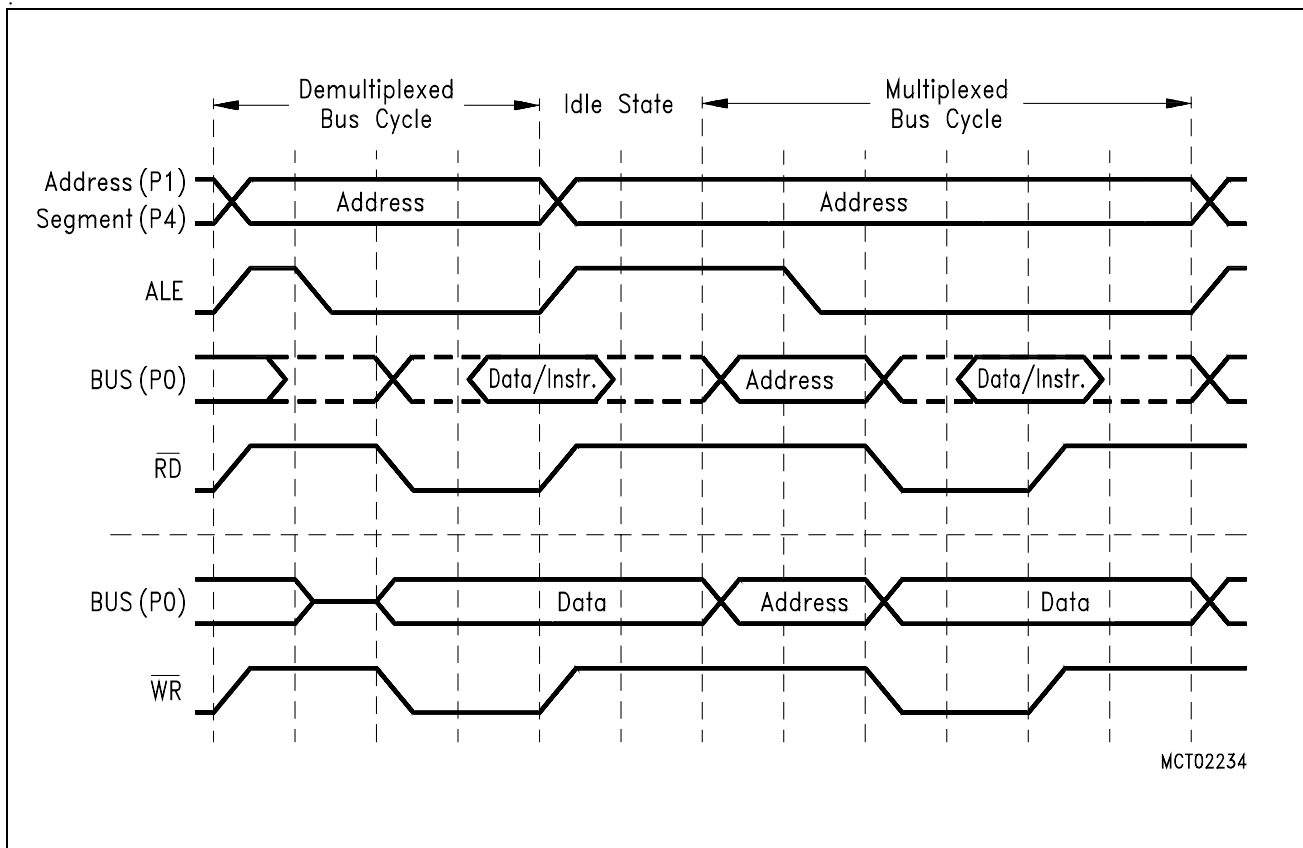 Demultiplexed
Bus Cycle
Idle State
Multiplexed
Bus Cycle
Address (P1)
Segment (P4)
Address
Address
ALE
BUS (P0)
Data/Instr.
Address
Data/Instr.
RD
BUS (P0)
Data
Address
Data
WR
MCT02234